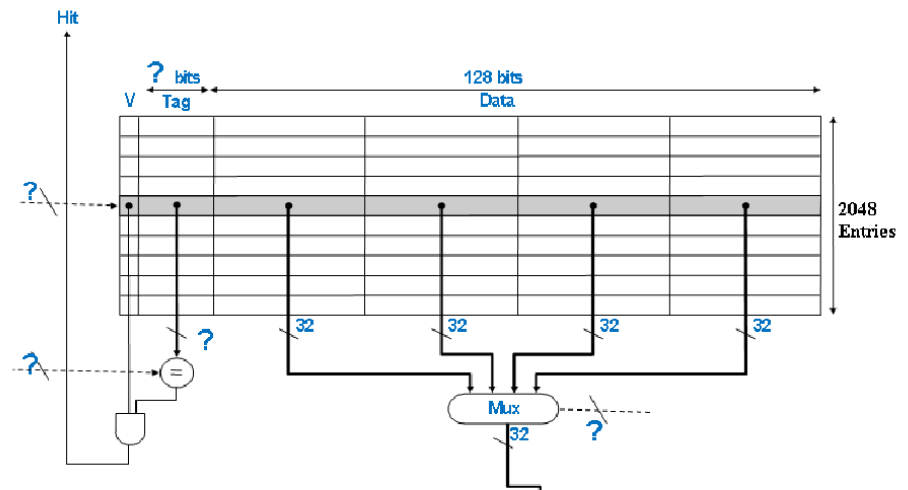 Hit
? bits
128 bits
V Tag Data
?
2048
Entries
32 32 32 32
?
?
=
Mux
?
32